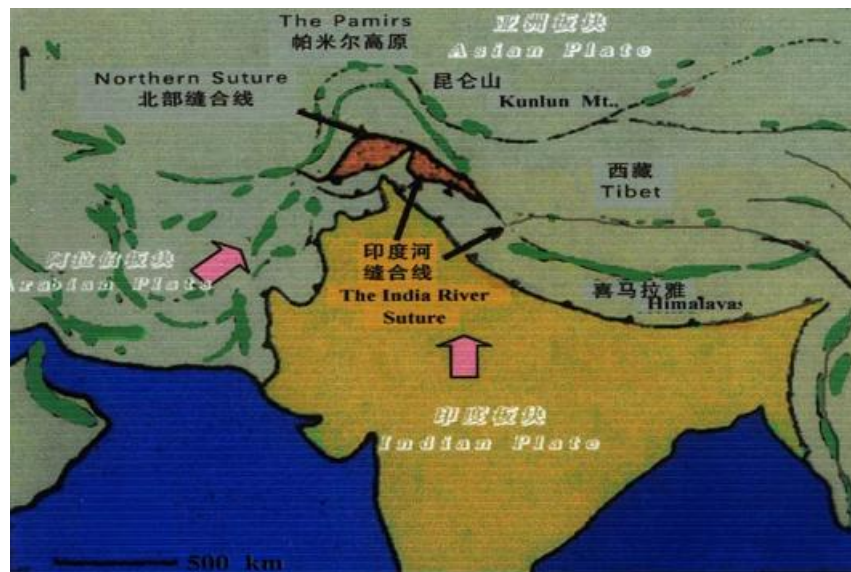 The Pamirs
帕米尔高原
亚洲板块
Asian Plate
N
Northern Suture
北部缝合线
昆仑山
Kunlun Mt.,
西藏
Tibet
阿拉伯板块
Arabian Plate
印度河
缝合线
The India River
Suture
喜马拉雅
Himalayas
印度板块
Indian Plate
500 km